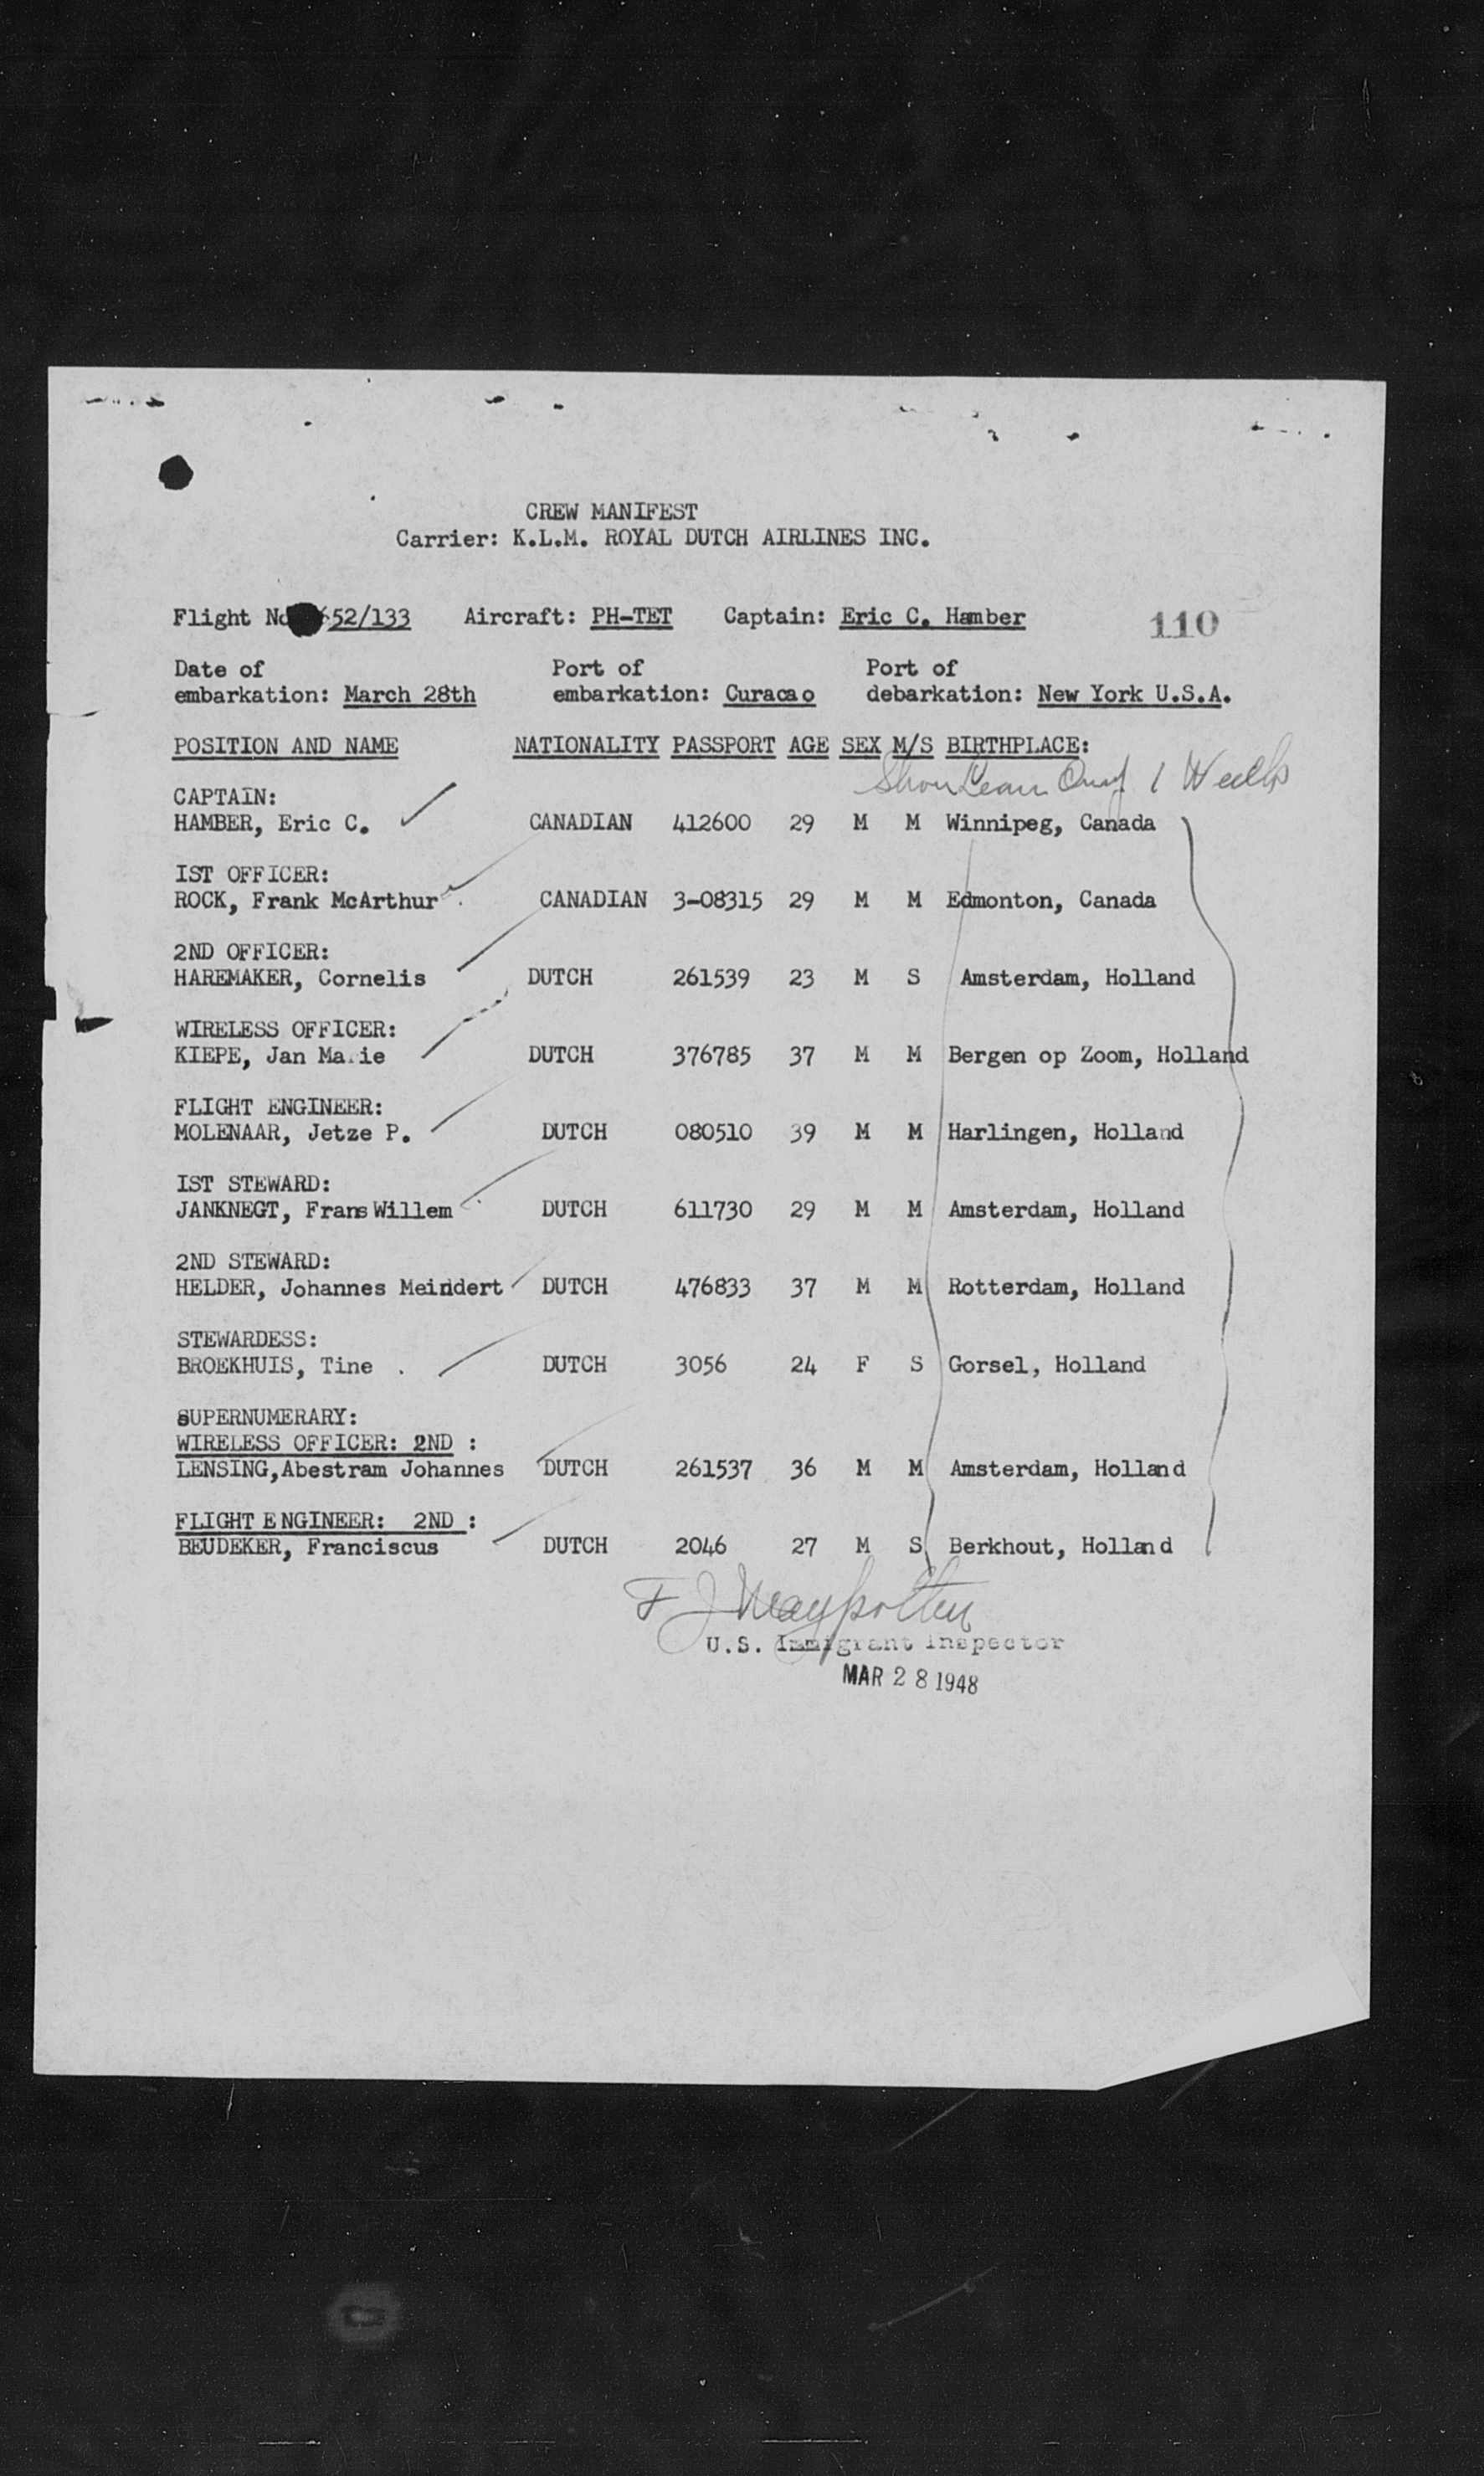 CREW MANIFEST
Carrier: K.L.M. ROYAL DUTCH AIRLINES INC.
Flight No 52/133 Aircraft: PH-TET Captain: Eric C. Hamber 110
Date of Port of Port of
embarkation: March 28th embarkation: Curacao debarkation: New York U.S.A.
POSITION AND NAME NATIONALITY PASSPORT AGE SEX M/S BIRTHPLACE:
Shore Leave 1 Week
CAPTAIN:
HAMBER, Eric C. CANADIAN 412600 29 M M Winnipeg, Canada
IST OFFICER:
ROCK, Frank McArthur CANADIAN 3-08315 29 M M Edmonton, Canada
2ND OFFICER:
HAREMAKER, Cornelis DUTCH 261539 23 M S Amsterdam, Holland
WIRELESS OFFICER:
KIEPE, Jan Marie DUTCH 376785 37 M M Bergen op Zoom, Holland
FLIGHT ENGINEER:
MOLENAAR, Jetze P. DUTCH 080510 39 M M Harlingen, Holland
IST STEWARD:
JANKNEGT, Frans Willem DUTCH 611730 29 M M Amsterdam, Holland
2ND STEWARD:
HELDER, Johannes Meindert DUTCH 476833 37 M M Rotterdam, Holland
STEWARDESS:
BROEKHUIS, Tine . DUTCH 3056 24 F S Gorsel, Holland
SUPERNUMERARY:
WIRELESS OFFICER: 2ND :
LENSING,Abestram Johannes DUTCH 261537 36 M M Amsterdam, Holland
FLIGHT ENGINEER: 2ND :
BEUDEKER, Franciscus DUTCH 2046 27 M S Berkhout, Holland
F J
U.S. Immigrant Inspector
MAR 28 1948